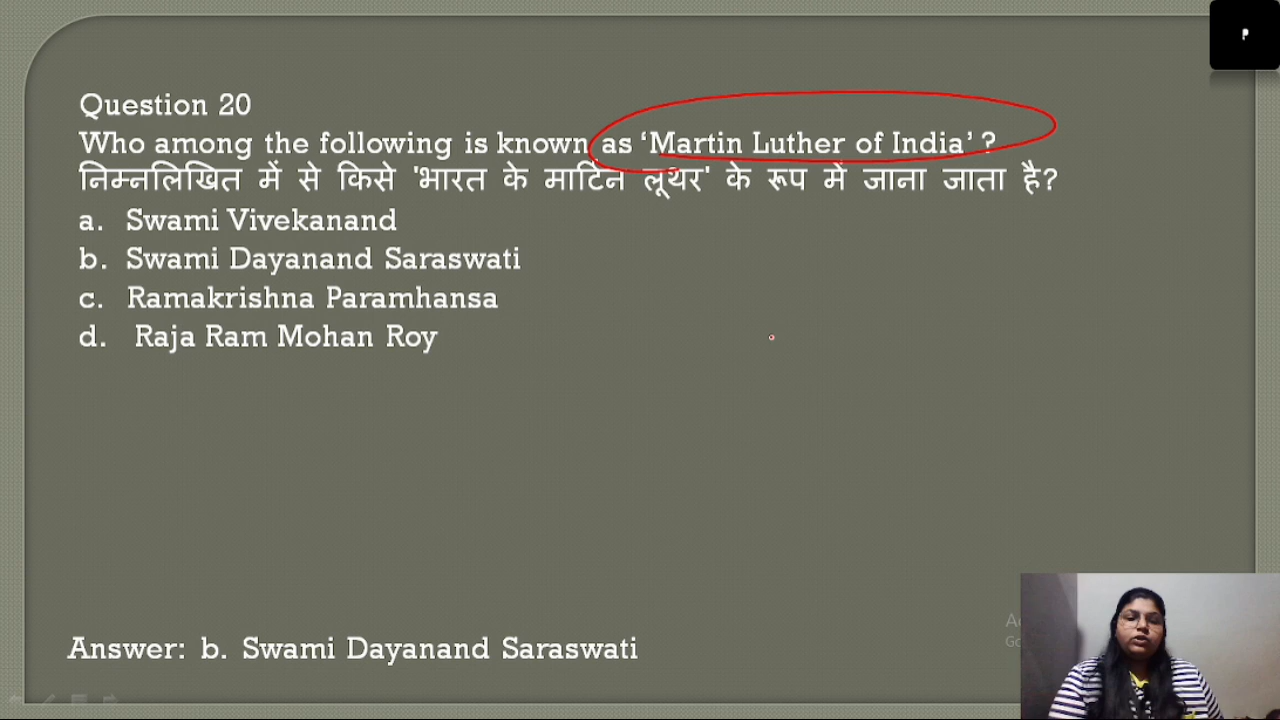 Question 20
Who among the following is known as ‘Martin Luther of India’ ?
निम्नलिखित में से किसे 'भारत के मार्टिन लूथर' के रूप में जाना जाता है?
a. Swami Vivekanand
b. Swami Dayanand Saraswati
c. Ramakrishna Paramhansa
d. Raja Ram Mohan Roy
Answer: b. Swami Dayanand Saraswati